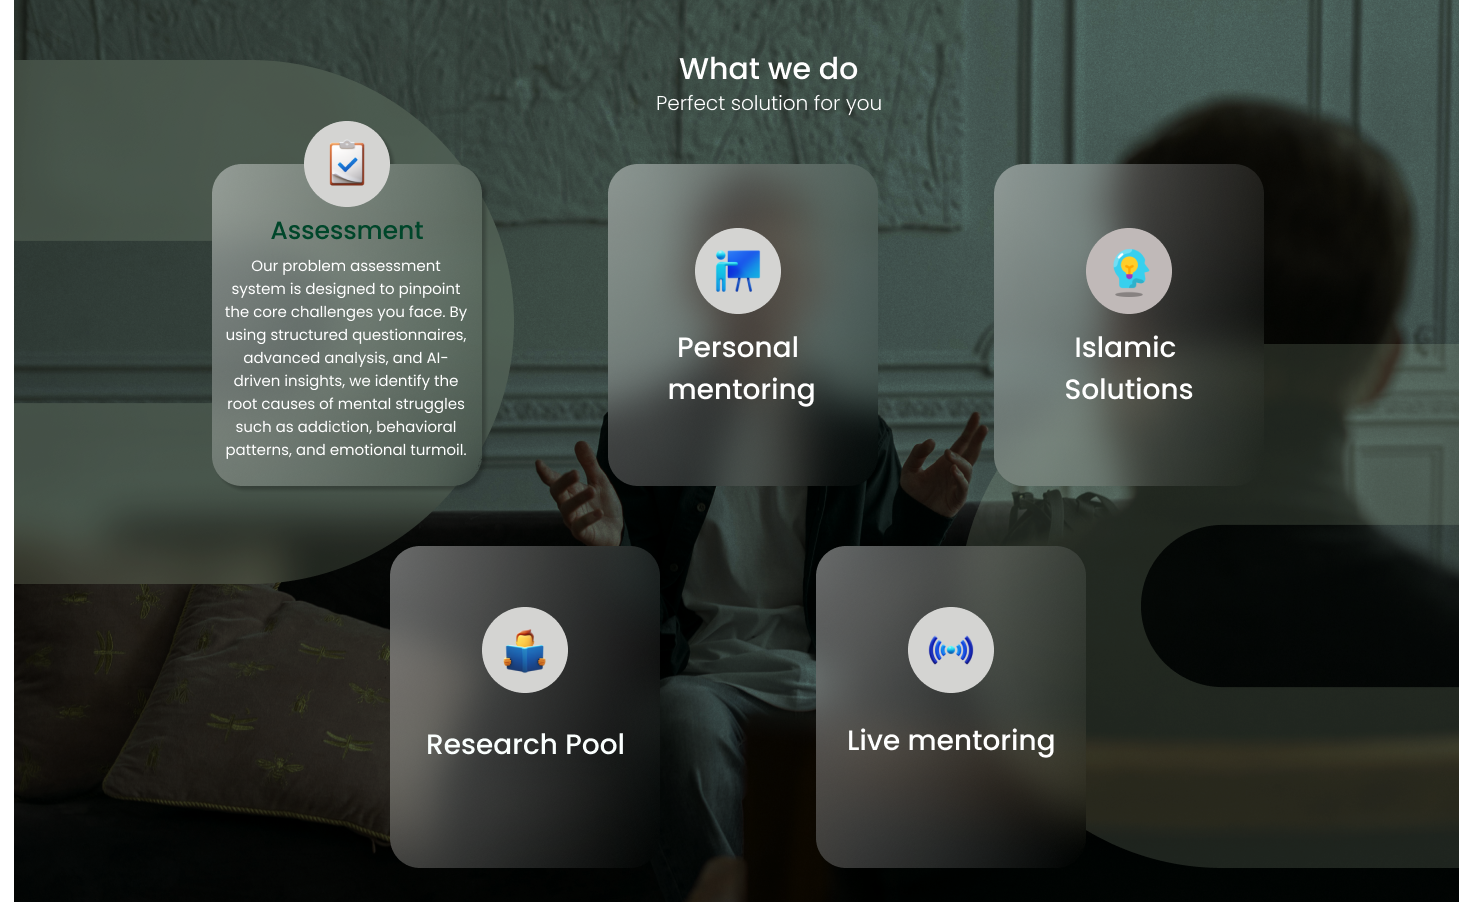 What we do
Perfect solution for you
Assessment
Our problem assessment
system is designed to pinpoint
the core challenges you face. By
using structured questionnaires,
advanced analysis, and AI-
driven insights, we identify the
root causes of mental struggles
such as addiction, behavioral
patterns, and emotional turmoil.
Personal
mentoring
Islamic
Solutions
Research Pool
Live mentoring